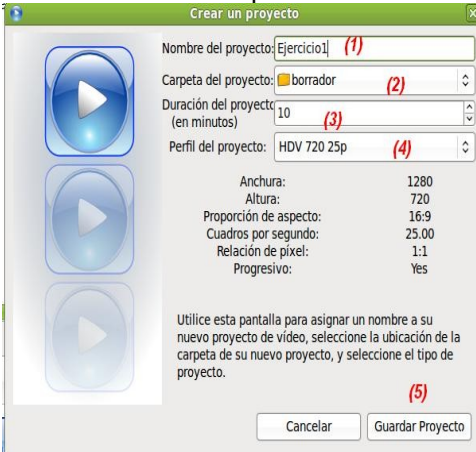 Crear un proyecto
Nombre del proyecto: Ejercicio1 (1)
Carpeta del proyecto: borrador (2)
Duración del proyecto
(en minutos) 10 (3)
Perfil del proyecto: HDV 720 25p (4)
Anchura: 1280
Altura: 720
Proporción de aspecto: 16:9
Cuadros por segundo: 25.00
Relación de píxel: 1:1
Progresivo: Yes
Utilice esta pantalla para asignar un nombre a su
nuevo proyecto de vídeo, seleccione la ubicación de la
carpeta de su nuevo proyecto, y seleccione el tipo de
proyecto.
(5)
Cancelar Guardar Proyecto